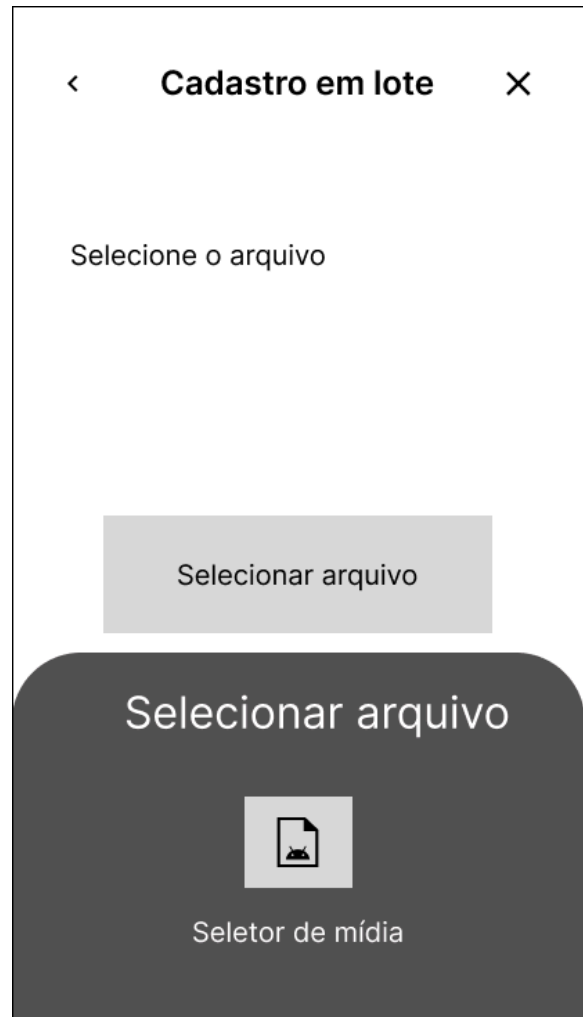 Cadastro em lote
Selecione o arquivo
Selecionar arquivo
Selecionar arquivo
Seletor de mídia